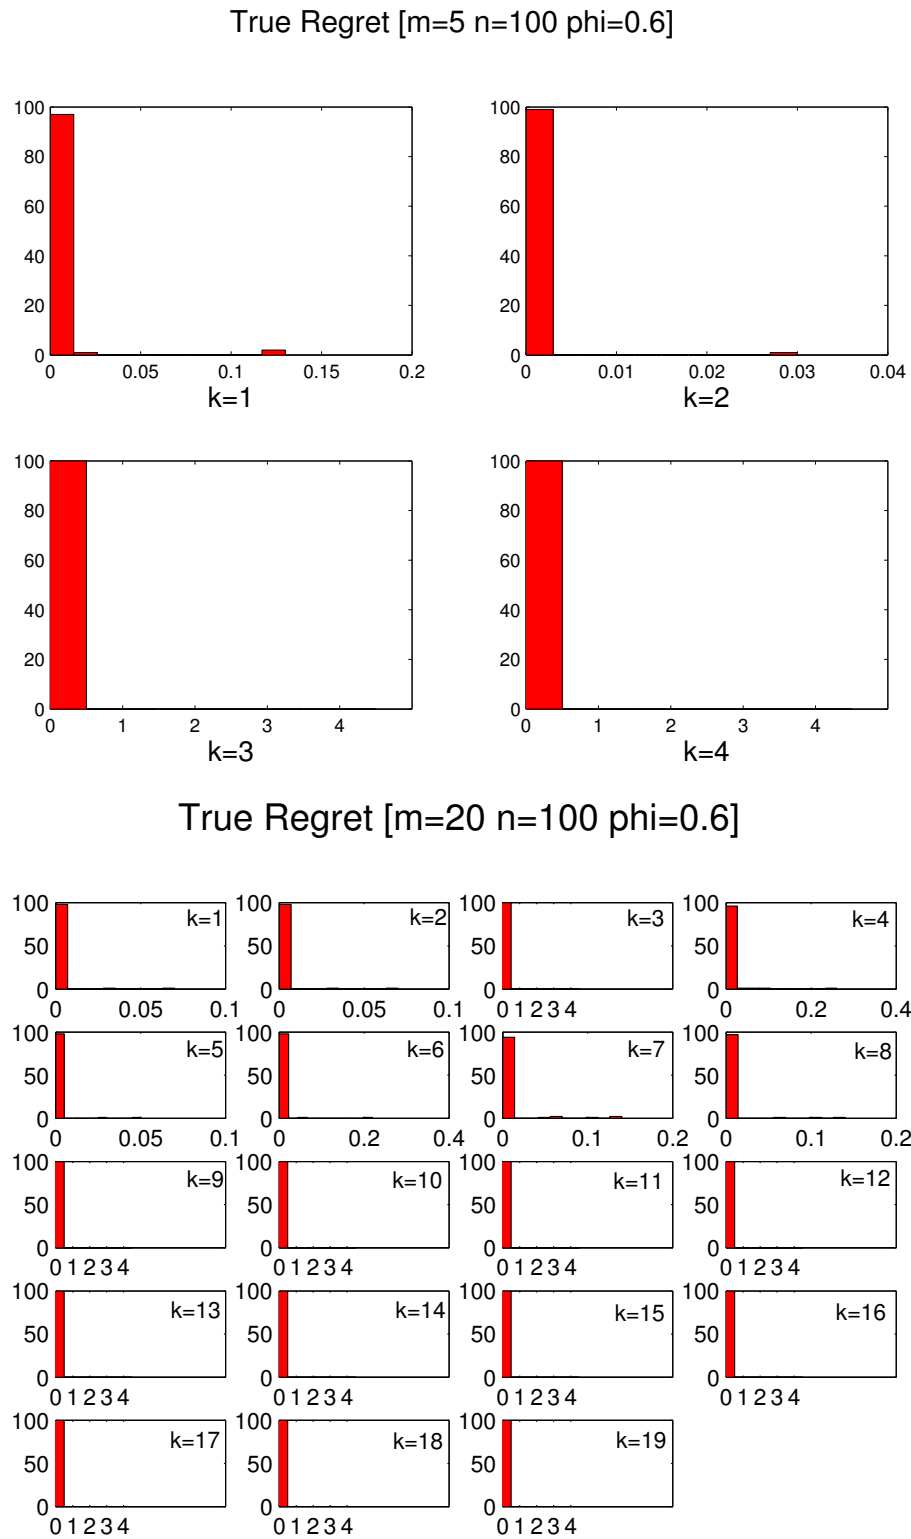 True Regret [m=5 n=100 phi=0.6]
100
80
60
40
20
0
0 0.05 0.1 0.15 0.2
k=1
100
80
60
40
20
0
0 0.01 0.02 0.03 0.04
k=2
100
80
60
40
20
0
0 1 2 3 4
k=3
100
80
60
40
20
0
0 1 2 3 4
k=4
True Regret [m=20 n=100 phi=0.6]
100
50
0
0 0.05 0.1
k=1
100
50
0
0 0.05 0.1
k=2
100
50
0
0 1 2 3 4
k=3
100
50
0
0 0.2 0.4
k=4
100
50
0
0 0.05 0.1
k=5
100
50
0
0 0.2 0.4
k=6
100
50
0
0 0.1 0.2
k=7
100
50
0
0 0.1 0.2
k=8
100
50
0
0 1 2 3 4
k=9
100
50
0
0 1 2 3 4
k=10
100
50
0
0 1 2 3 4
k=11
100
50
0
0 1 2 3 4
k=12
100
50
0
0 1 2 3 4
k=13
100
50
0
0 1 2 3 4
k=14
100
50
0
0 1 2 3 4
k=15
100
50
0
0 1 2 3 4
k=16
100
50
0
0 1 2 3 4
k=17
100
50
0
0 1 2 3 4
k=18
100
50
0
0 1 2 3 4
k=19